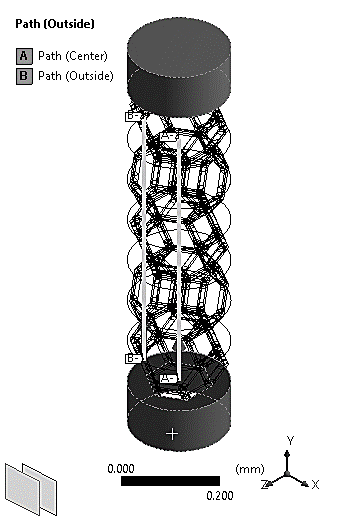 Path (Outside)
A Path (Center)
B Path (Outside)
B-
A-
B-
A-
0.000 (mm)
0.200
Y
Z X